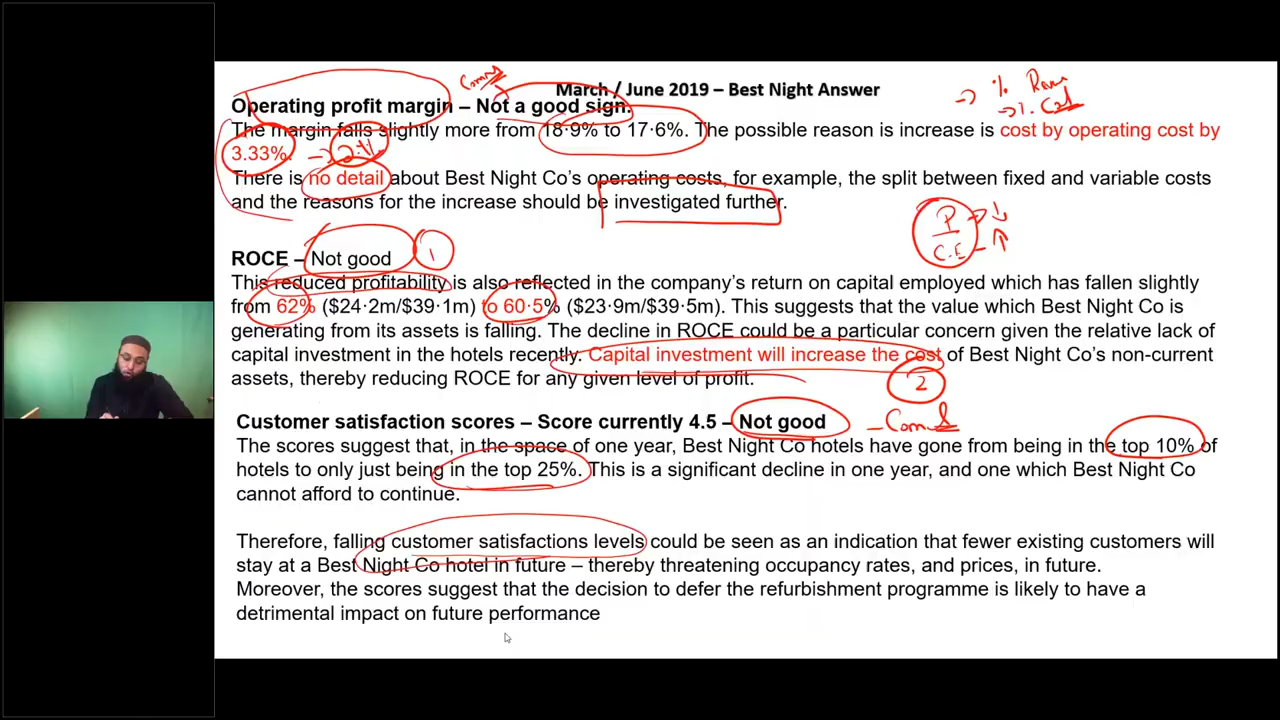 March / June 2019 – Best Night Answer
Operating profit margin – Not a good sign.
The margin falls slightly more from 18·9% to 17·6%. The possible reason is increase is cost by operating cost by
3.33%.
There is no detail about Best Night Co’s operating costs, for example, the split between fixed and variable costs
and the reasons for the increase should be investigated further.
P
C.E
ROCE – Not good 1
This reduced profitability is also reflected in the company’s return on capital employed which has fallen slightly
from 62% ($24·2m/$39·1m) to 60·5% ($23·9m/$39·5m). This suggests that the value which Best Night Co is
generating from its assets is falling. The decline in ROCE could be a particular concern given the relative lack of
capital investment in the hotels recently. Capital investment will increase the cost of Best Night Co’s non-current
assets, thereby reducing ROCE for any given level of profit.
2
Customer satisfaction scores – Score currently 4.5 – Not good
The scores suggest that, in the space of one year, Best Night Co hotels have gone from being in the top 10% of
hotels to only just being in the top 25%. This is a significant decline in one year, and one which Best Night Co
cannot afford to continue.
Therefore, falling customer satisfactions levels could be seen as an indication that fewer existing customers will
stay at a Best Night Co hotel in future – thereby threatening occupancy rates, and prices, in future.
Moreover, the scores suggest that the decision to defer the refurbishment programme is likely to have a
detrimental impact on future performance